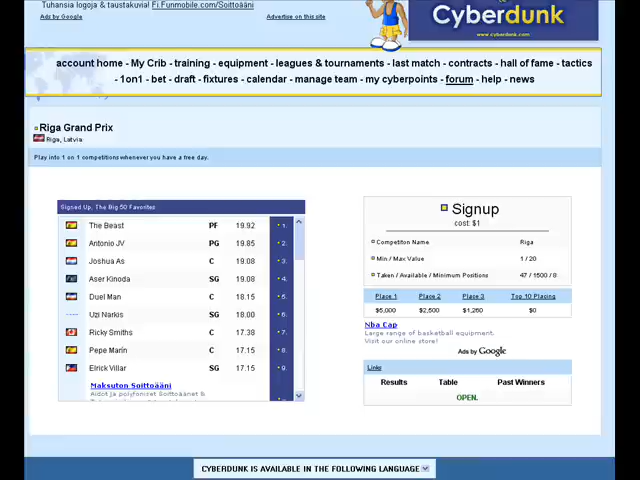 Tuhansia logoja & taustakuvia! Fi.Funmobile.com/Soittoääni
Ads by Google
Advertise on this site
Cyberdunk
www.cyberdunk.com
account home - My Crib - training - equipment - leagues & tournaments - last match - contracts - hall of fame - tactics
- 1on1 - bet - draft - fixtures - calendar - manage team - my cyberpoints - forum - help - news
Riga Grand Prix
Riga, Latvia
Play into 1 on 1 competitions whenever you have a free day.
Signed Up, The Big 50 Favorites
The Beast PF 19.92 1.
Antonio JV PG 19.85 2.
Joshua As C 19.08 3.
Aser Kinoda SG 19.08 4.
Duel Man C 18.15 5.
Uzi Narkis SG 18.00 6.
Ricky Smiths C 17.38 7.
Pepe Marín C 17.15 8.
Elrick Villar SG 17.15 9.
Maksuton Soittoääni
Aidot ja polyfoniset Soittoäänet &
Signup
cost: $1
Competiton Name Riga
Min / Max Value 1 / 20
Taken / Available / Minimum Positions 47 / 1500 / 8
Place 1 Place 2 Place 3 Top 10 Placing
$5,000 $2,500 $1,250 $0
Nba Cap
Large range of basketball equipment.
Visit our online store!
Ads by Google
Links
Results Table Past Winners
OPEN.
CYBERDUNK IS AVAILABLE IN THE FOLLOWING LANGUAGE